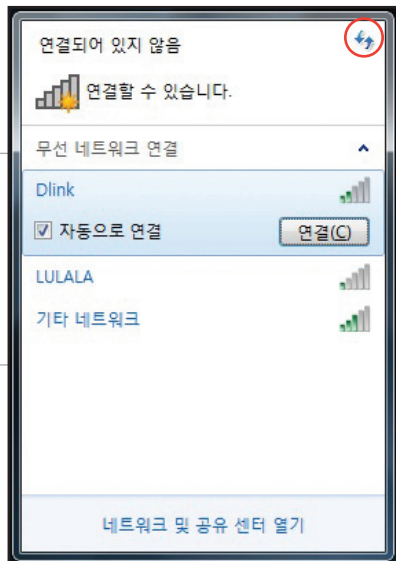 연결되어 있지 않음
연결할 수 있습니다.
무선 네트워크 연결
Dlink
자동으로 연결 연결(C)
LULALA
기타 네트워크
네트워크 및 공유 센터 열기